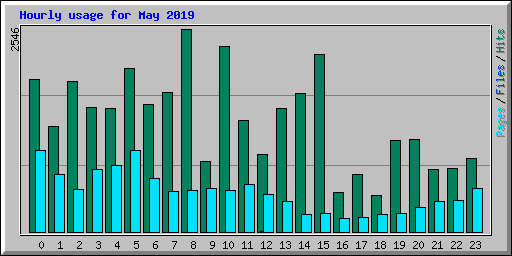 Hourly usage for May 2019
2546
Pages / Files / Hits
0 1 2 3 4 5 6 7 8 9 10 11 12 13 14 15 16 17 18 19 20 21 22 23